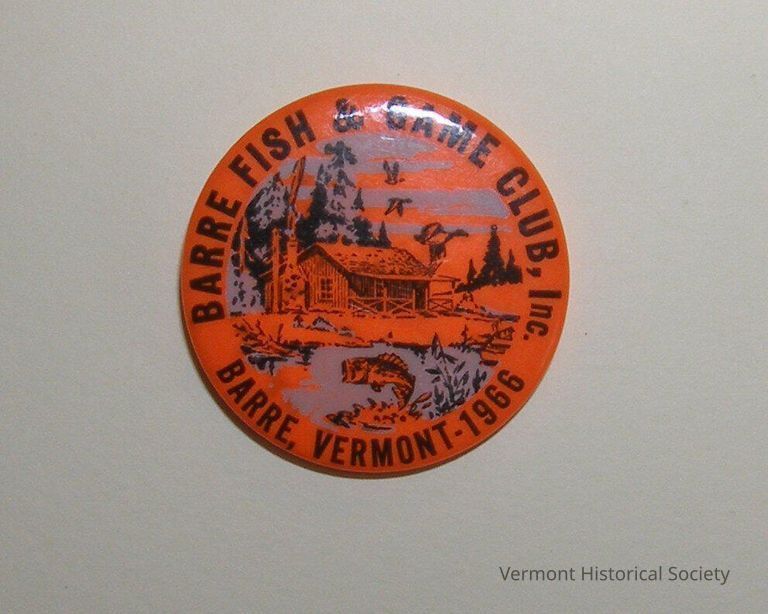 BARRE FISH & GAME CLUB, Inc.
BARRE, VERMONT-1966
Vermont Historical Society